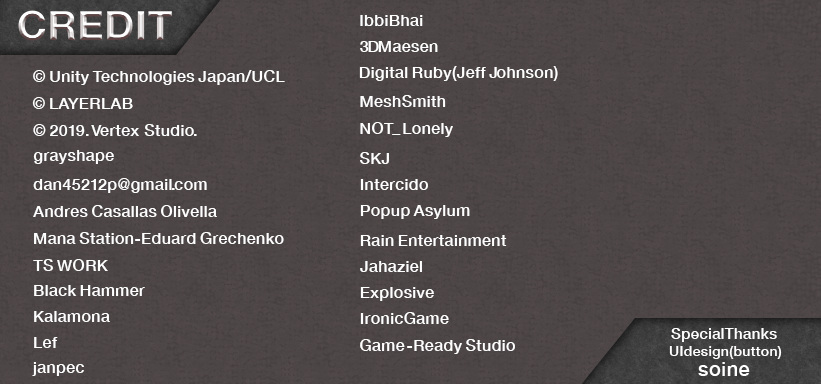 CREDIT
© Unity Technologies Japan/UCL
© LAYERLAB
© 2019. Vertex Studio.
grayshape
dan45212p@gmail.com
Andres Casallas Olivella
Mana Station-Eduard Grechenko
TS WORK
Black Hammer
Kalamona
Lef
janpec
IbbiBhai
3DMaesen
Digital Ruby(Jeff Johnson)
MeshSmith
NOT_Lonely
SKJ
Intercido
Popup Asylum
Rain Entertainment
Jahaziel
Explosive
IronicGame
Game-Ready Studio
SpecialThanks
UIdesign(button)
soine